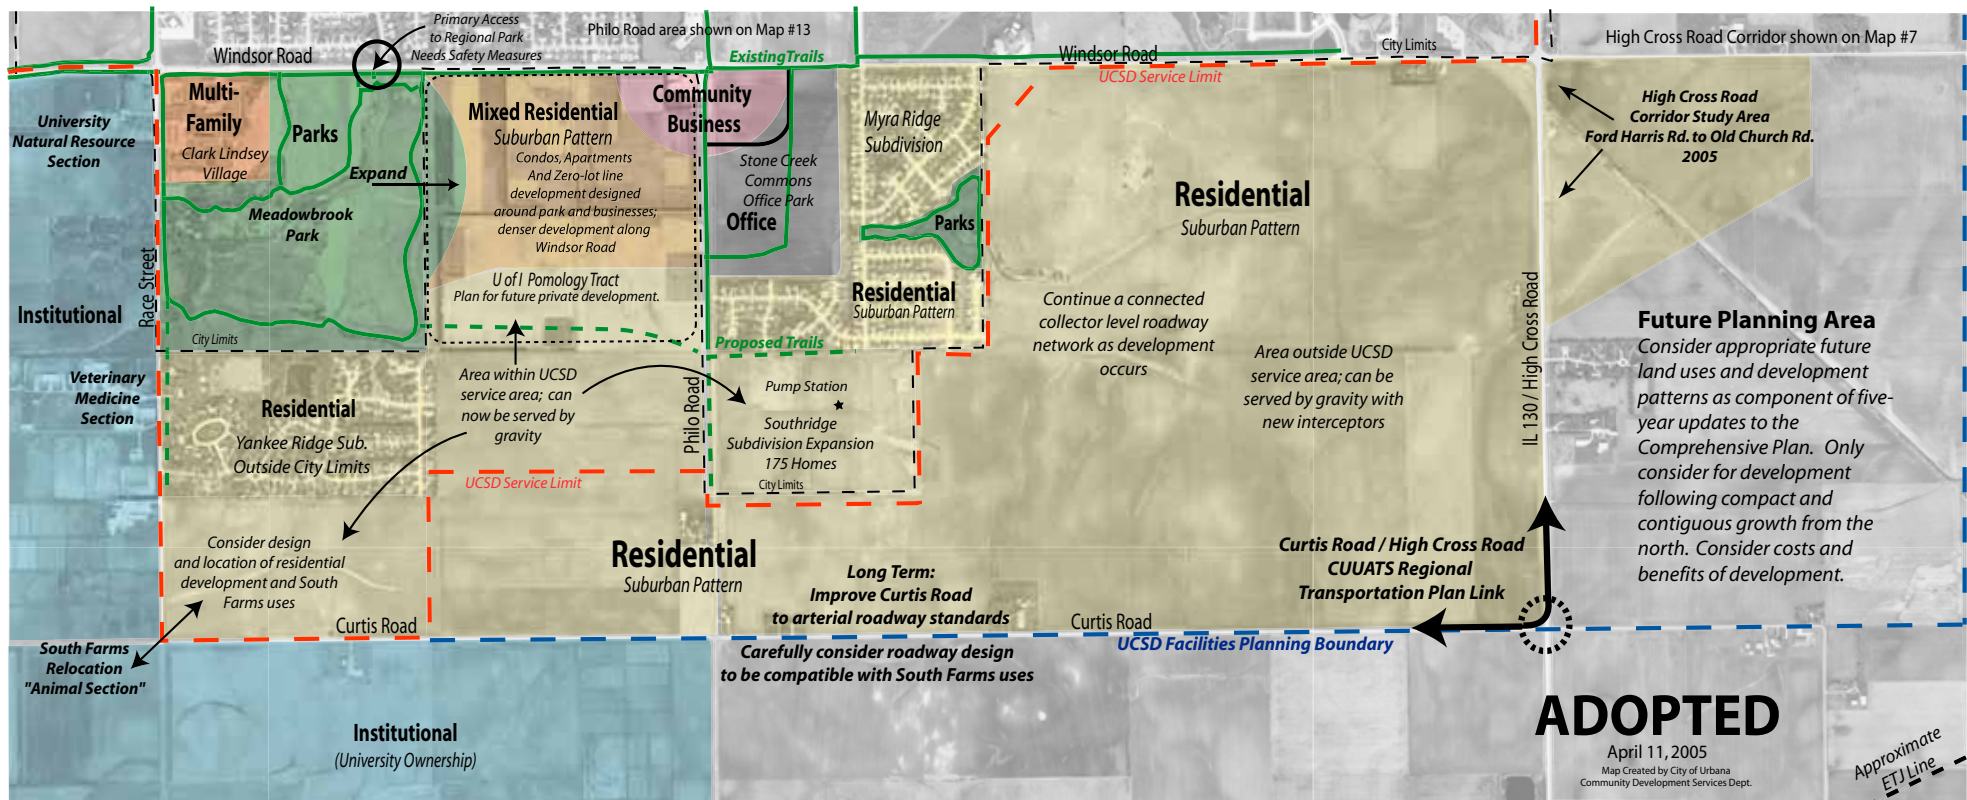 Primary Access
to Regional Park
Needs Safety Measures
Philo Road area shown on Map #13
High Cross Road Corridor shown on Map #7
Windsor Road
Existing Trails
Windsor Road
City Limits
UCSD Service Limit
University
Natural Resource
Section
Multi-
Family
Clark Lindsey
Village
Parks
Expand
Meadowbrook
Park
Mixed Residential
Suburban Pattern
Condos, Apartments
And Zero-lot line
development designed
around park and businesses;
denser development along
Windsor Road
U of I Pomology Tract
Plan for future private development.
Community
Business
Stone Creek
Commons
Office Park
Office
Myra Ridge
Subdivision
Parks
Residential
Suburban Pattern
Residential
Suburban Pattern
High Cross Road
Corridor Study Area
Ford Harris Rd. to Old Church Rd.
2005
Institutional
Race Street
City Limits
Proposed Trails
Continue a connected
collector level roadway
network as development
occurs
Area outside UCSD
service area; can be
served by gravity with
new interceptors
IL 130 / High Cross Road
Future Planning Area
Consider appropriate future
land uses and development
patterns as component of five-
year updates to the
Comprehensive Plan. Only
consider for development
following compact and
contiguous growth from the
north. Consider costs and
benefits of development.
Veterinary
Medicine
Section
Residential
Yankee Ridge Sub.
Outside City Limits
Area within UCSD
service area; can
now be served by
gravity
Philo Road
Pump Station
Southridge
Subdivision Expansion
175 Homes
City Limits
UCSD Service Limit
Consider design
and location of residential
development and South
Farms uses
Residential
Suburban Pattern
Long Term:
Improve Curtis Road
to arterial roadway standards
Curtis Road / High Cross Road
CUUATS Regional
Transportation Plan Link
Curtis Road
Curtis Road
UCSD Facilities Planning Boundary
South Farms
Relocation
"Animal Section"
Carefully consider roadway design
to be compatible with South Farms uses
Institutional
(University Ownership)
ADOPTED
April 11, 2005
Map Created by City of Urbana
Community Development Services Dept.
Approximate
ETJ Line